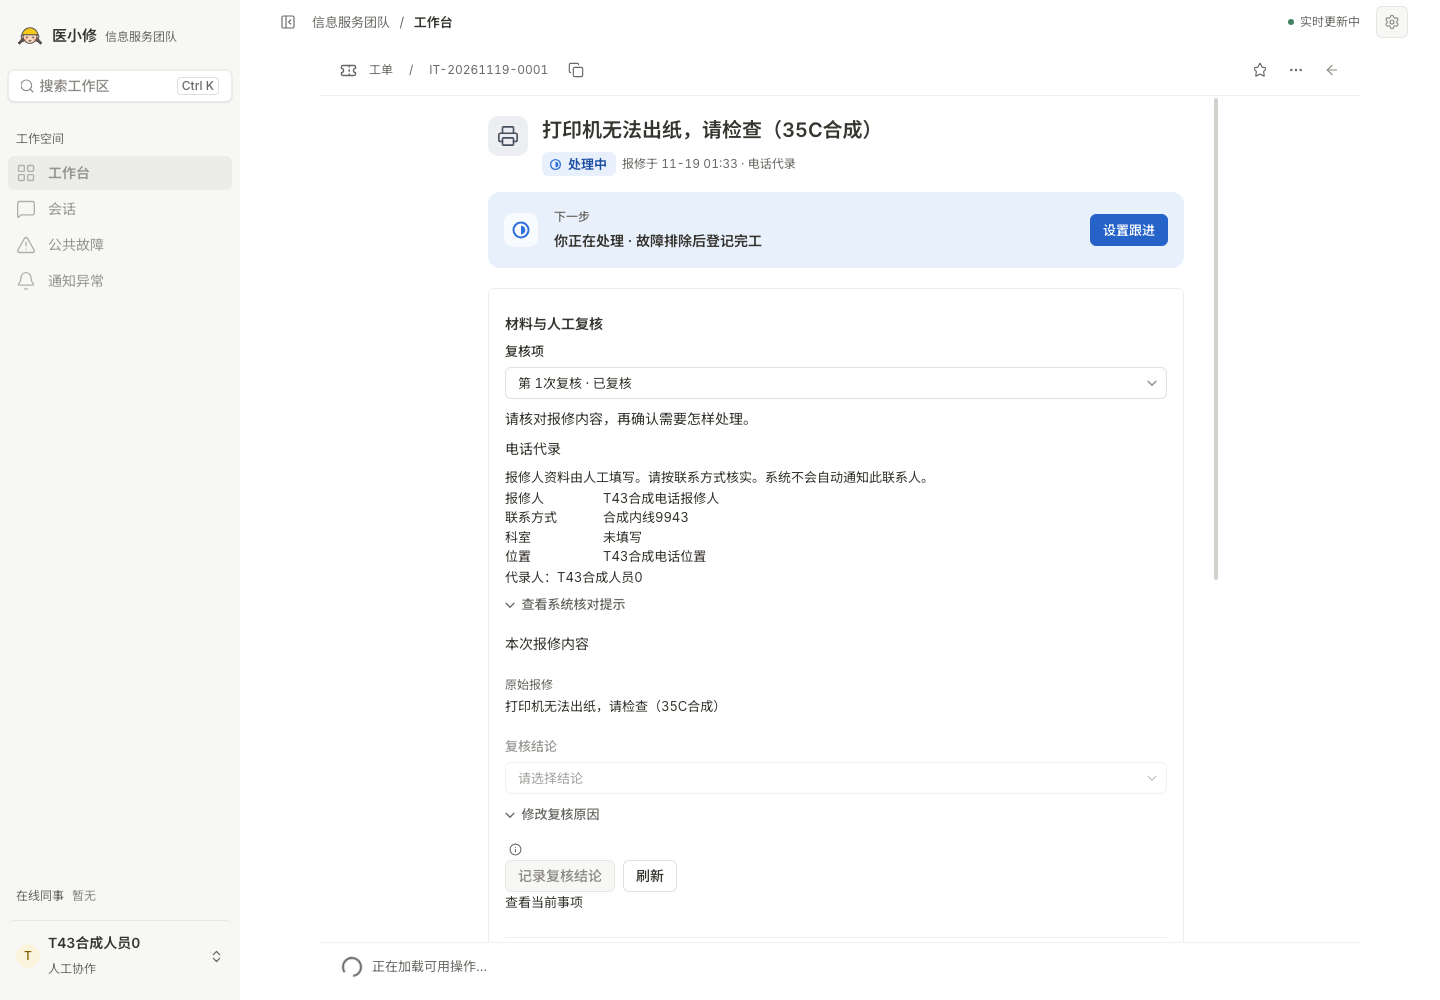 医小修 信息服务团队
搜索工作区 Ctrl K
工作空间
工作台
会话
公共故障
通知异常
在线同事 暂无
T T43合成人员0
人工协作
信息服务团队 / 工作台
实时更新中
工单 / IT-20261119-0001
打印机无法出纸，请检查（35C合成）
处理中 报修于 11-19 01:33 · 电话代录
下一步
你正在处理 · 故障排除后登记完工
设置跟进
材料与人工复核
复核项
第 1次复核 · 已复核
请核对报修内容，再确认需要怎样处理。
电话代录
报修人资料由人工填写。请按联系方式核实。系统不会自动通知此联系人。
报修人 T43合成电话报修人
联系方式 合成内线9943
科室 未填写
位置 T43合成电话位置
代录人：T43合成人员0
查看系统核对提示
本次报修内容
原始报修
打印机无法出纸，请检查（35C合成）
复核结论
请选择结论
修改复核原因
记录复核结论 刷新
查看当前事项
正在加载可用操作...